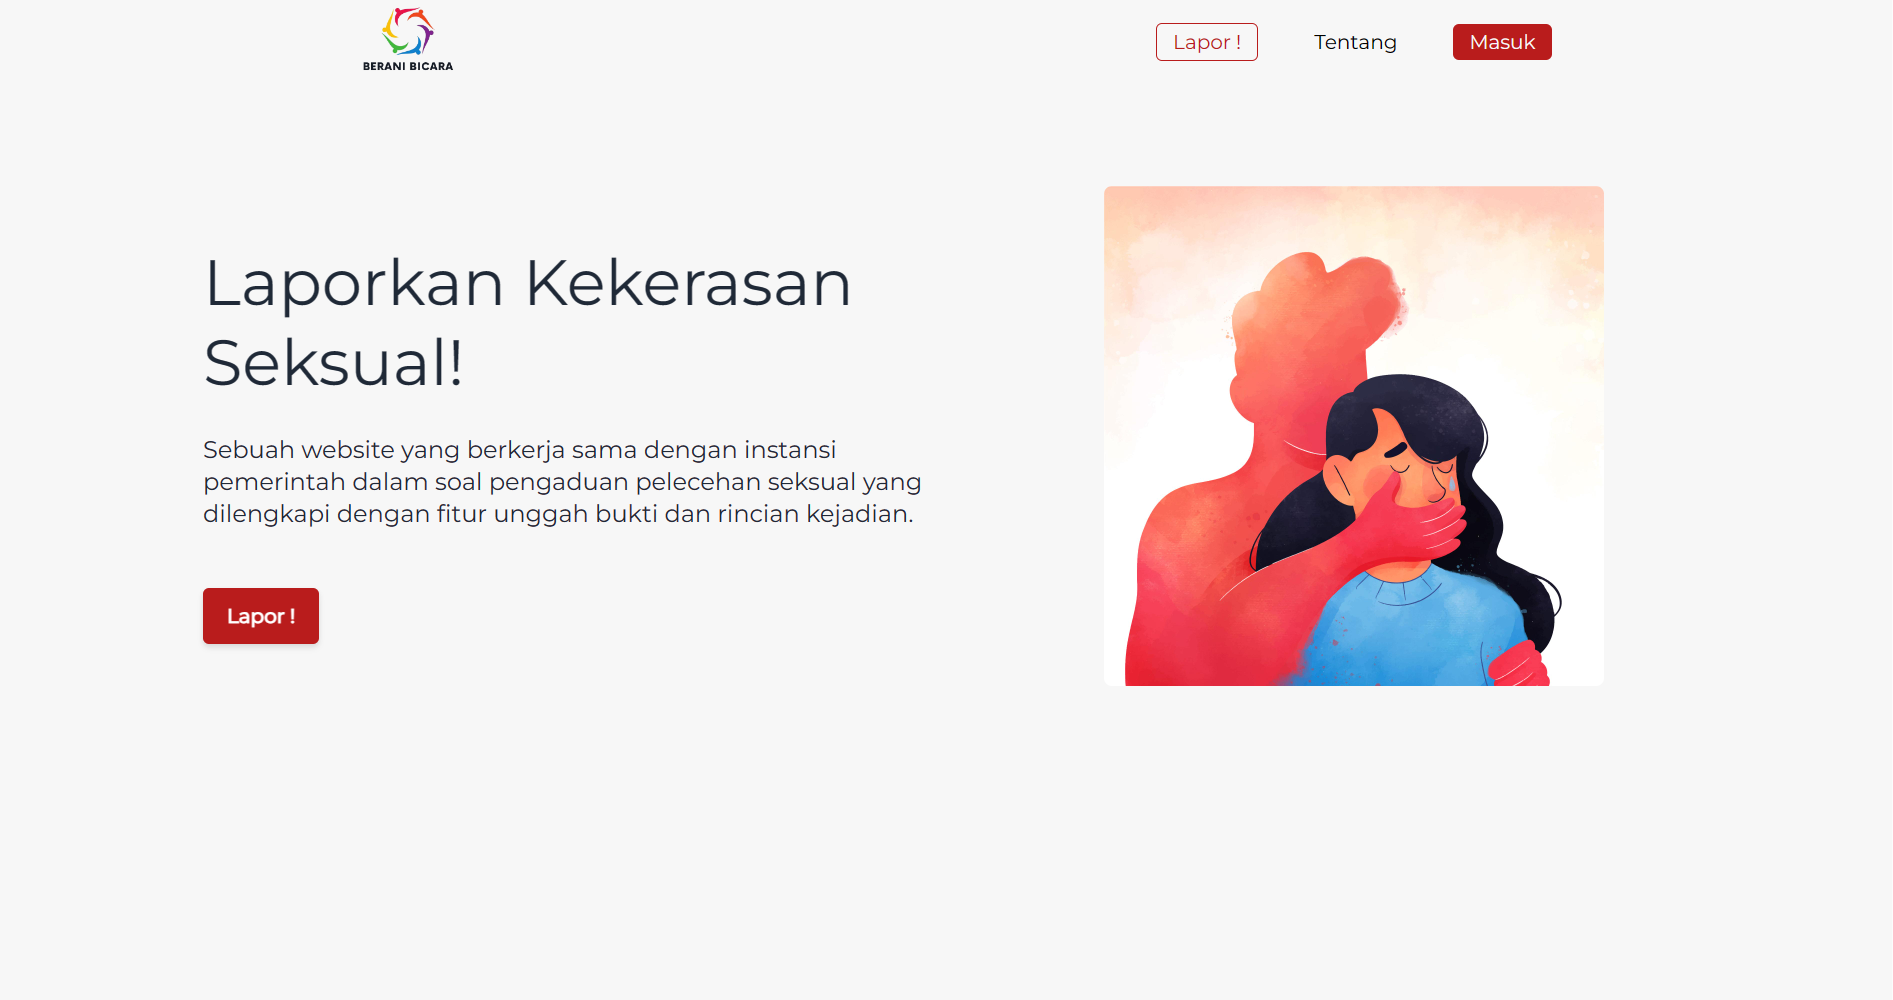 BERANI BICARA
Lapor !
Tentang
Masuk
Laporkan Kekerasan
Seksual!
Sebuah website yang berkerja sama dengan instansi
pemerintah dalam soal pengaduan pelecehan seksual yang
dilengkapi dengan fitur unggah bukti dan rincian kejadian.
Lapor !